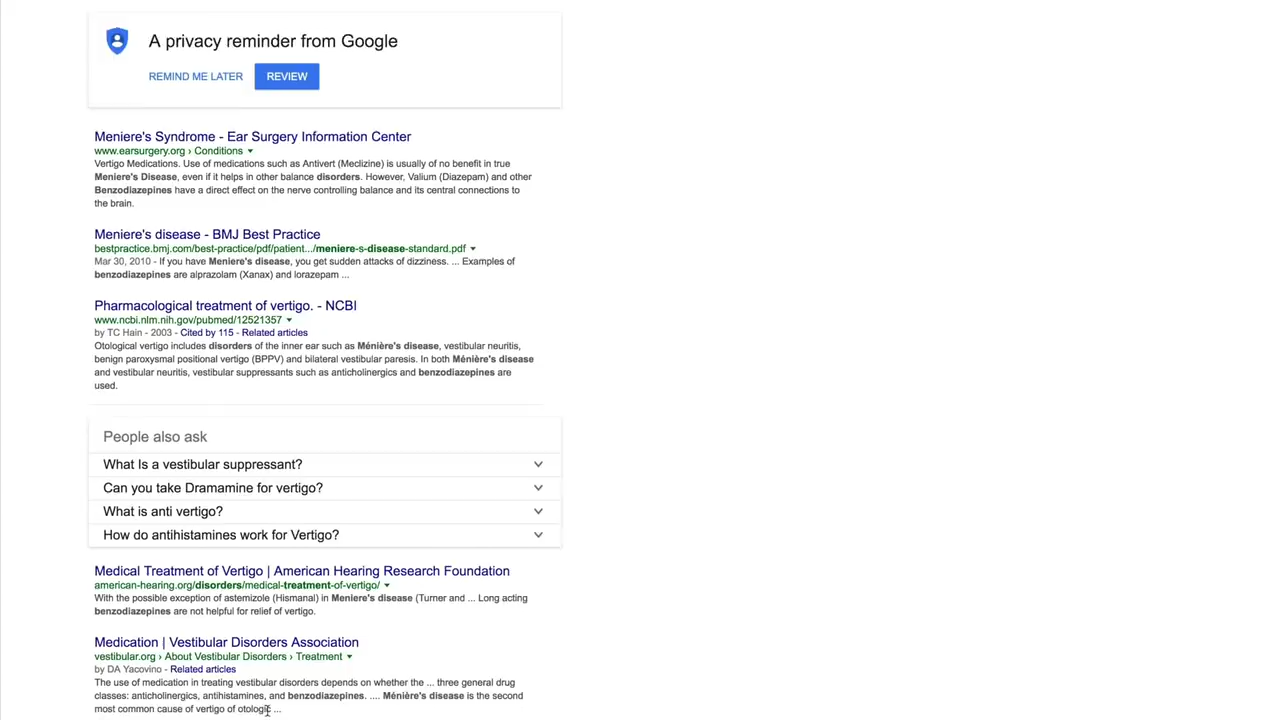 A privacy reminder from Google
REMIND ME LATER
REVIEW
Meniere's Syndrome - Ear Surgery Information Center
www.earsurgery.org › Conditions
Vertigo Medications. Use of medications such as Antivert (Meclizine) is usually of no benefit in true
Meniere's Disease, even if it helps in other balance disorders. However, Valium (Diazepam) and other
Benzodiazepines have a direct effect on the nerve controlling balance and its central connections to
the brain.
Meniere's disease - BMJ Best Practice
bestpractice.bmj.com/best-practice/pdf/patient.../meniere-s-disease-standard.pdf
Mar 30, 2010 - If you have Meniere's disease, you get sudden attacks of dizziness. ... Examples of
benzodiazepines are alprazolam (Xanax) and lorazepam ...
Pharmacological treatment of vertigo. - NCBI
www.ncbi.nlm.nih.gov/pubmed/12521357
by TC Hain - 2003 - Cited by 115 - Related articles
Otological vertigo includes disorders of the inner ear such as Ménière's disease, vestibular neuritis,
benign paroxysmal positional vertigo (BPPV) and bilateral vestibular paresis. In both Ménière's disease
and vestibular neuritis, vestibular suppressants such as anticholinergics and benzodiazepines are
used.
People also ask
What Is a vestibular suppressant?
Can you take Dramamine for vertigo?
What is anti vertigo?
How do antihistamines work for Vertigo?
Medical Treatment of Vertigo | American Hearing Research Foundation
american-hearing.org/disorders/medical-treatment-of-vertigo/
With the possible exception of astemizole (Hismanal) in Meniere's disease (Turner and ... Long acting
benzodiazepines are not helpful for relief of vertigo.
Medication | Vestibular Disorders Association
vestibular.org › About Vestibular Disorders › Treatment
by DA Yacovino - Related articles
The use of medication in treating vestibular disorders depends on whether the ... three general drug
classes: anticholinergics, antihistamines, and benzodiazepines. .... Ménière's disease is the second
most common cause of vertigo of otologic ...